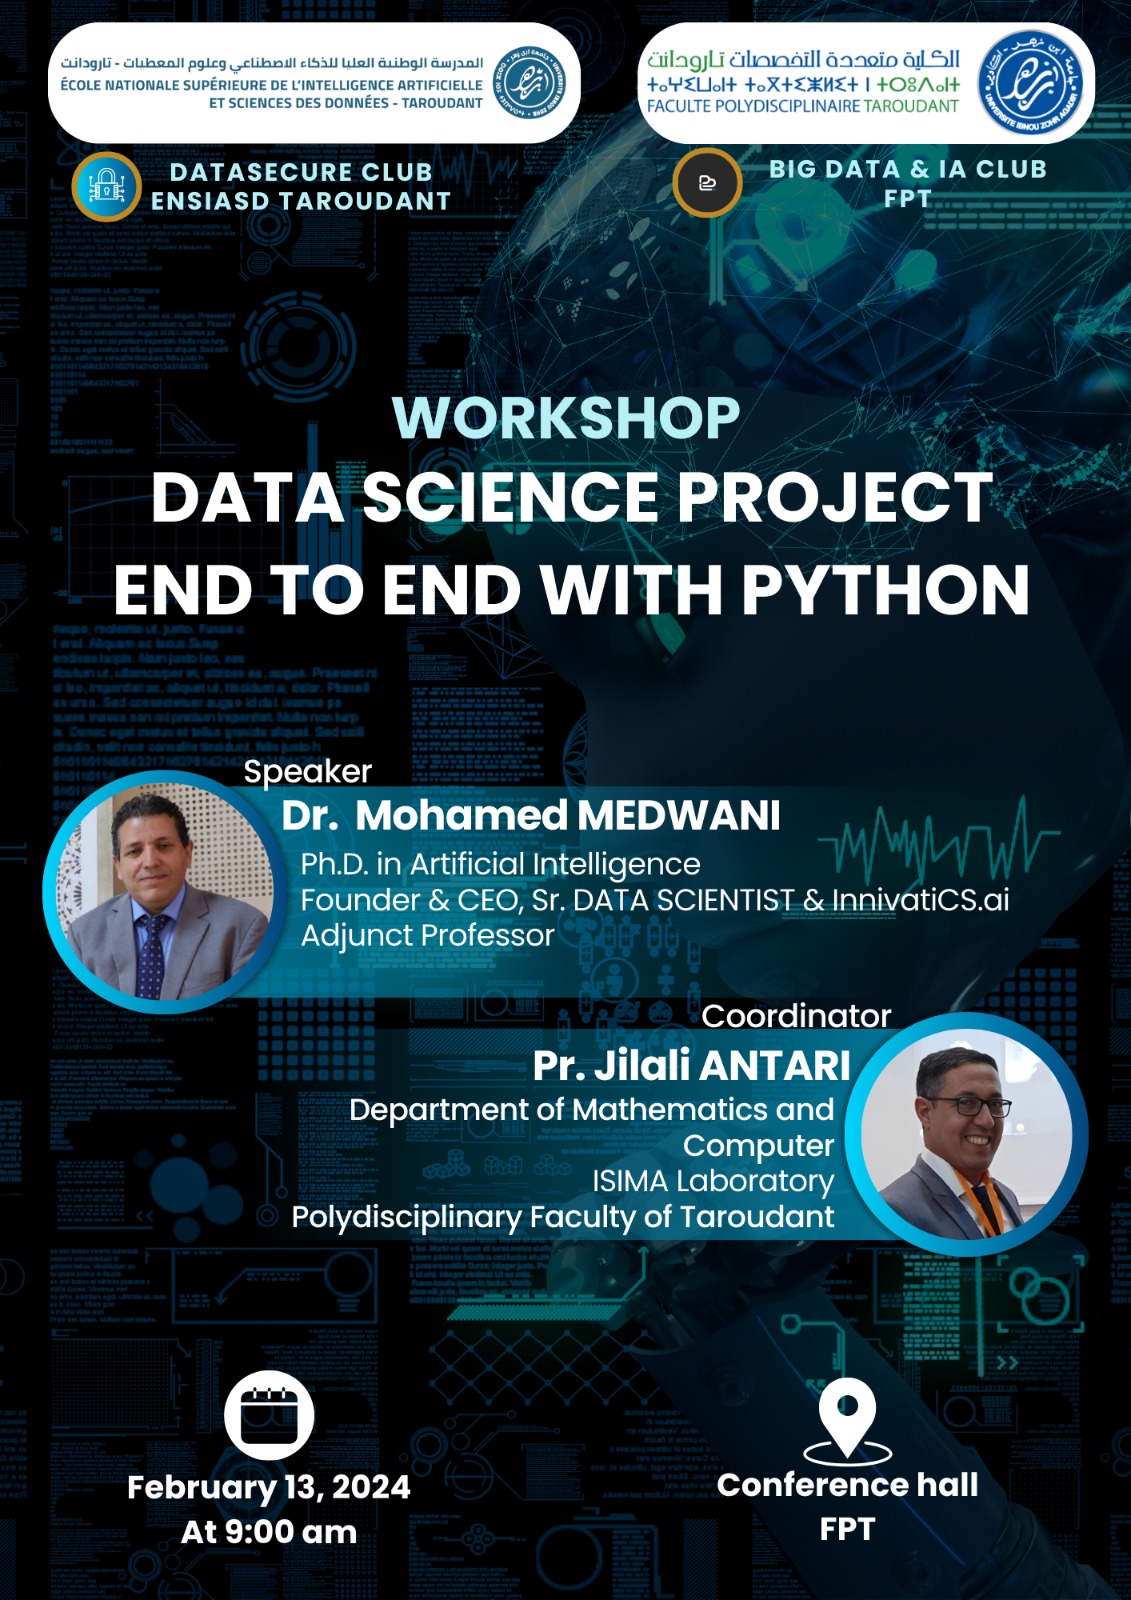 المدرسة الوطنية العليا للذكاء الاصطناعي وعلوم المعطيات - تارودانت
ÉCOLE NATIONALE SUPÉRIEURE DE L'INTELLIGENCE ARTIFICIELLE
ET SCIENCES DES DONNÉES - TAROUDANT
الكلية متعددة التخصصات تارودانت
FACULTE POLYDISCIPLINAIRE TAROUDANT
UNIVERSITE IBNOU ZOHR AGADIR
DATASECURE CLUB
ENSIASD TAROUDANT
BIG DATA & IA CLUB
FPT
WORKSHOP
DATA SCIENCE PROJECT
END TO END WITH PYTHON
Speaker
Dr. Mohamed MEDWANI
Ph.D. in Artificial Intelligence
Founder & CEO, Sr. DATA SCIENTIST & InnivatiCS.ai
Adjunct Professor
Coordinator
Pr. Jilali ANTARI
Department of Mathematics and
Computer
ISIMA Laboratory
Polydisciplinary Faculty of Taroudant
February 13, 2024
At 9:00 am
Conference hall
FPT